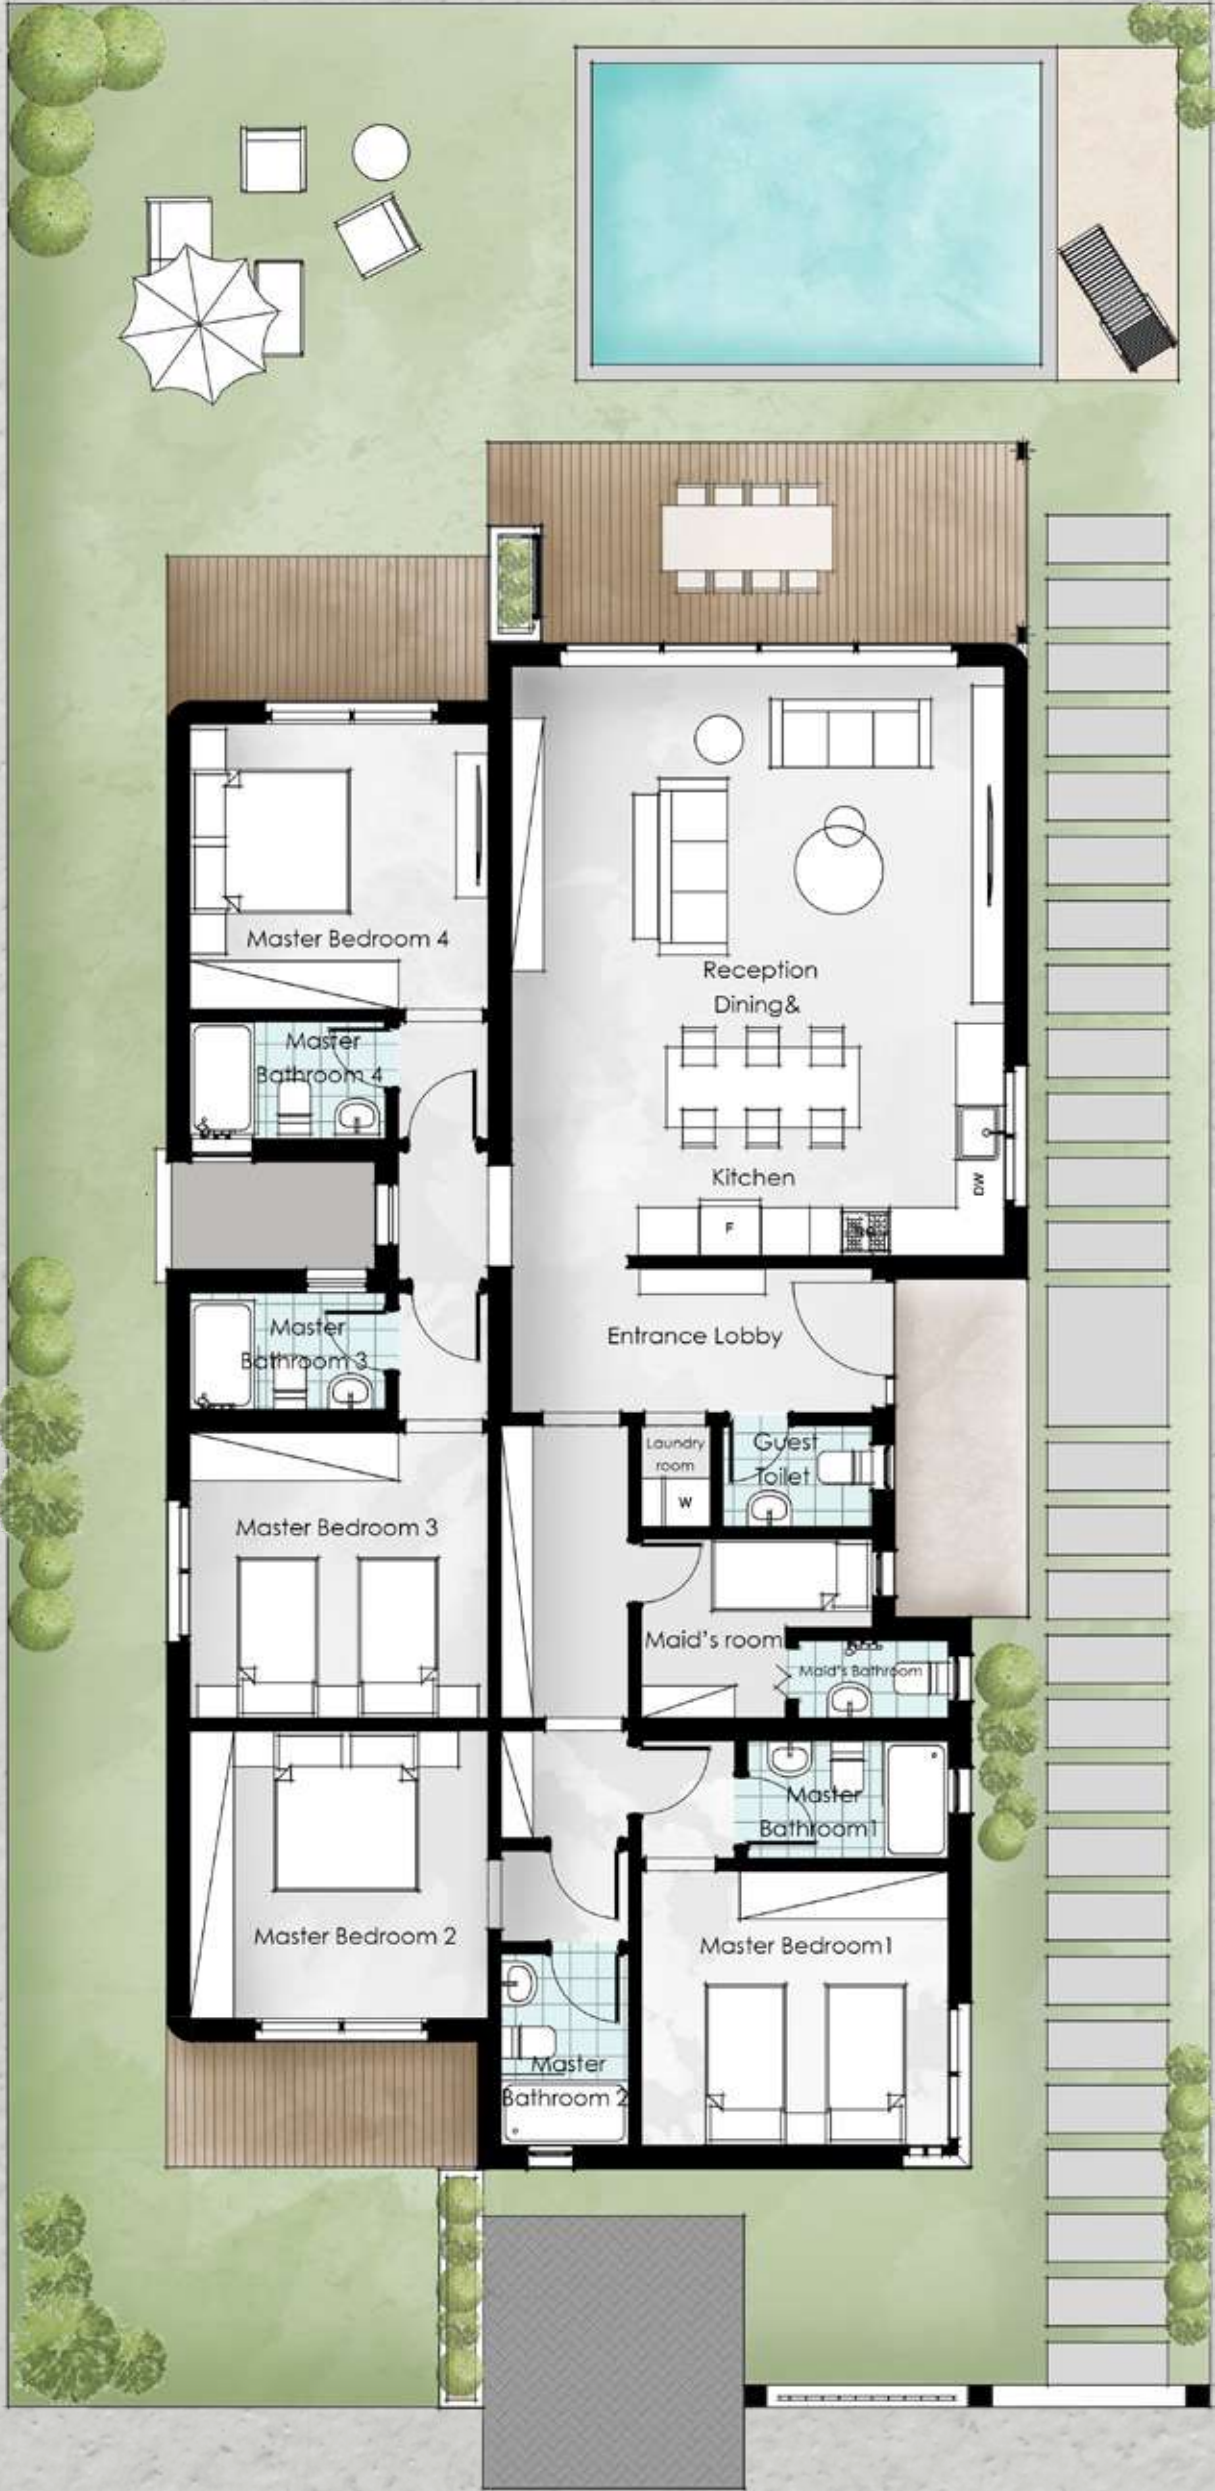 Master Bedroom 4
Reception
Dining&
Master
Bathroom 4
Kitchen
DW
F
Master
Bathroom 3
Entrance Lobby
Laundry
room
W
Guest
Toilet
Master Bedroom 3
Maid's room
Maid's Bathroom
Master
Bathroom1
Master Bedroom 2
Master Bedroom1
Master
Bathroom 2